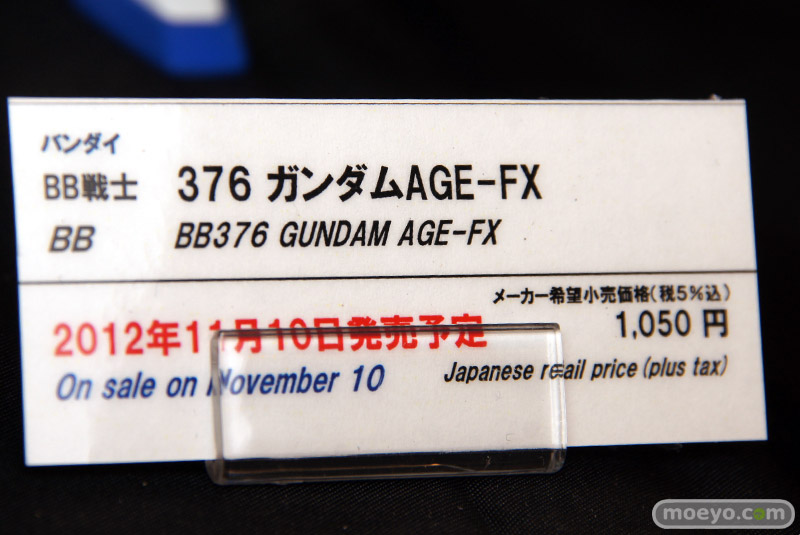 バンダイ
BB戦士 376 ガンダムAGE-FX
BB BB376 GUNDAM AGE-FX
メーカー希望小売価格(税5%込)
2012年11月10日発売予定 1,050 円
On sale on November 10 Japanese retail price (plus tax)
moeyo.com